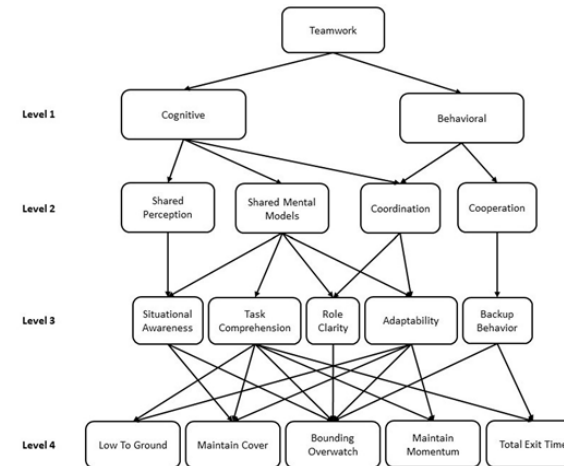 Teamwork
Level 1
Cognitive
Behavioral
Level 2
Shared
Perception
Shared Mental
Models
Coordination
Cooperation
Level 3
Situational
Awareness
Task
Comprehension
Role
Clarity
Adaptability
Backup
Behavior
Level 4
Low To Ground
Maintain Cover
Bounding
Overwatch
Maintain
Momentum
Total Exit Time